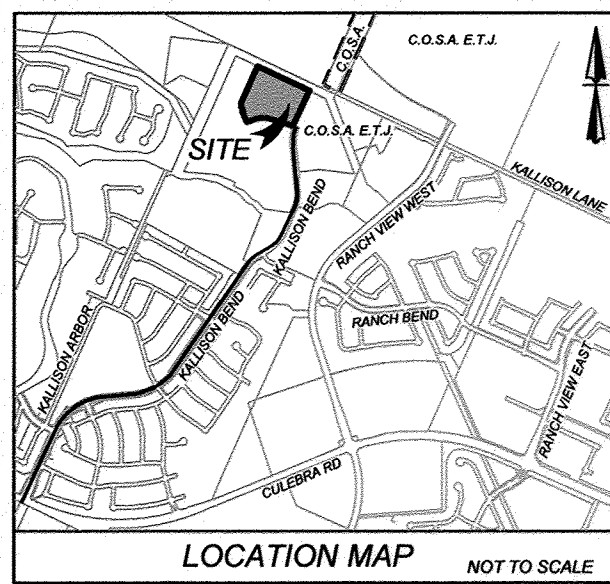 C.O.S.A.
C.O.S.A. E.T.J.
C.O.S.A. E.T.J.
SITE
KALLISON LANE
KALLISON BEND
RANCH VIEW WEST
RANCH BEND
KALLISON ARBOR
KALLISON BEND
RANCH VIEW EAST
CULEBRA RD
LOCATION MAP
NOT TO SCALE